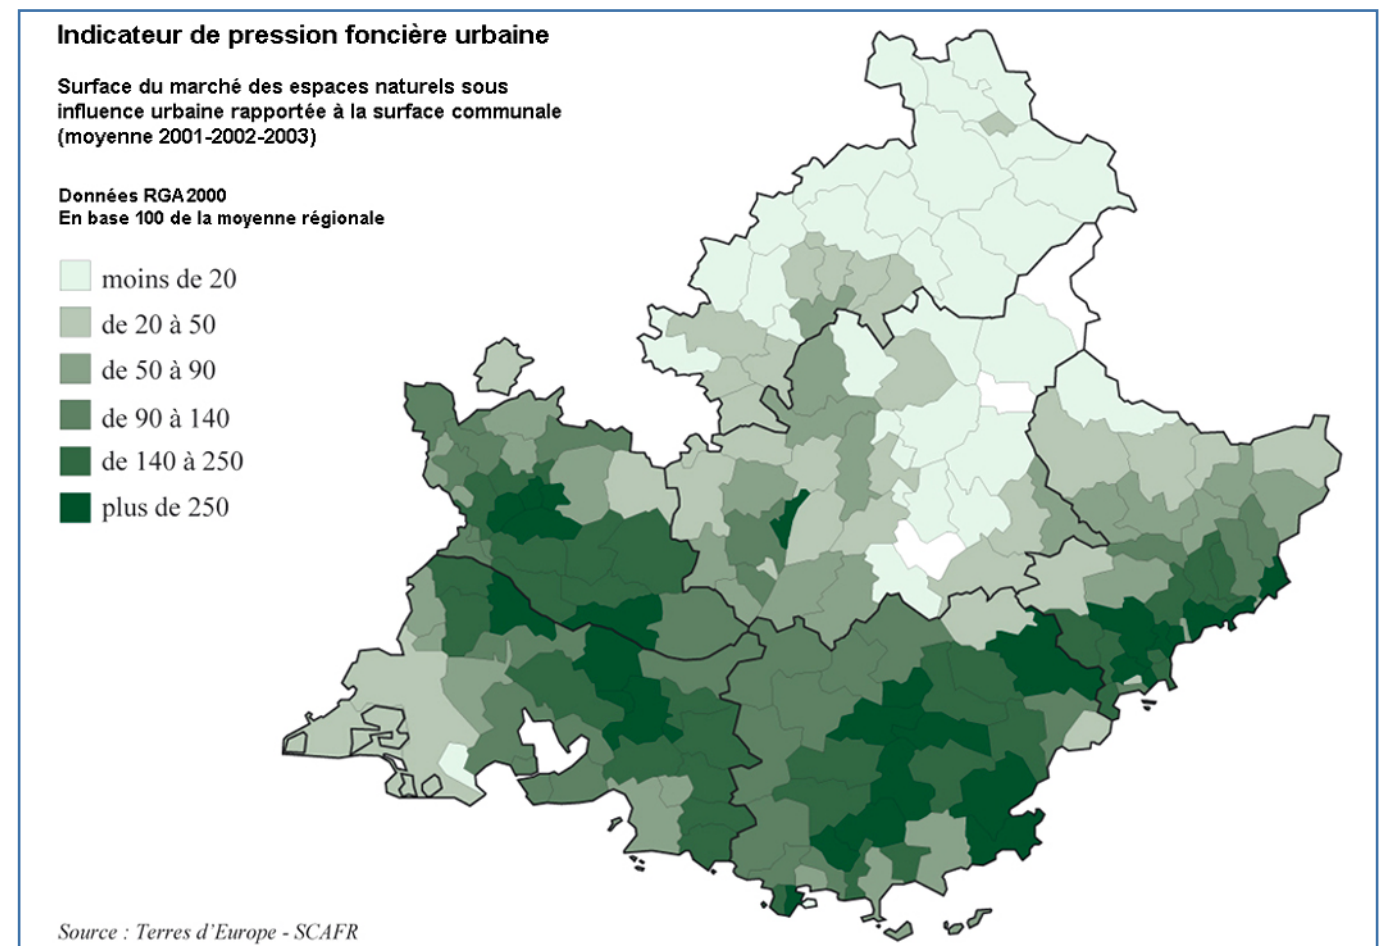 Indicateur de pression foncière urbaine
Surface du marché des espaces naturels sous
influence urbaine rapportée à la surface communale
(moyenne 2001-2002-2003)
Données RGA 2000
En base 100 de la moyenne régionale
moins de 20
de 20 à 50
de 50 à 90
de 90 à 140
de 140 à 250
plus de 250
Source : Terres d'Europe - SCAFR